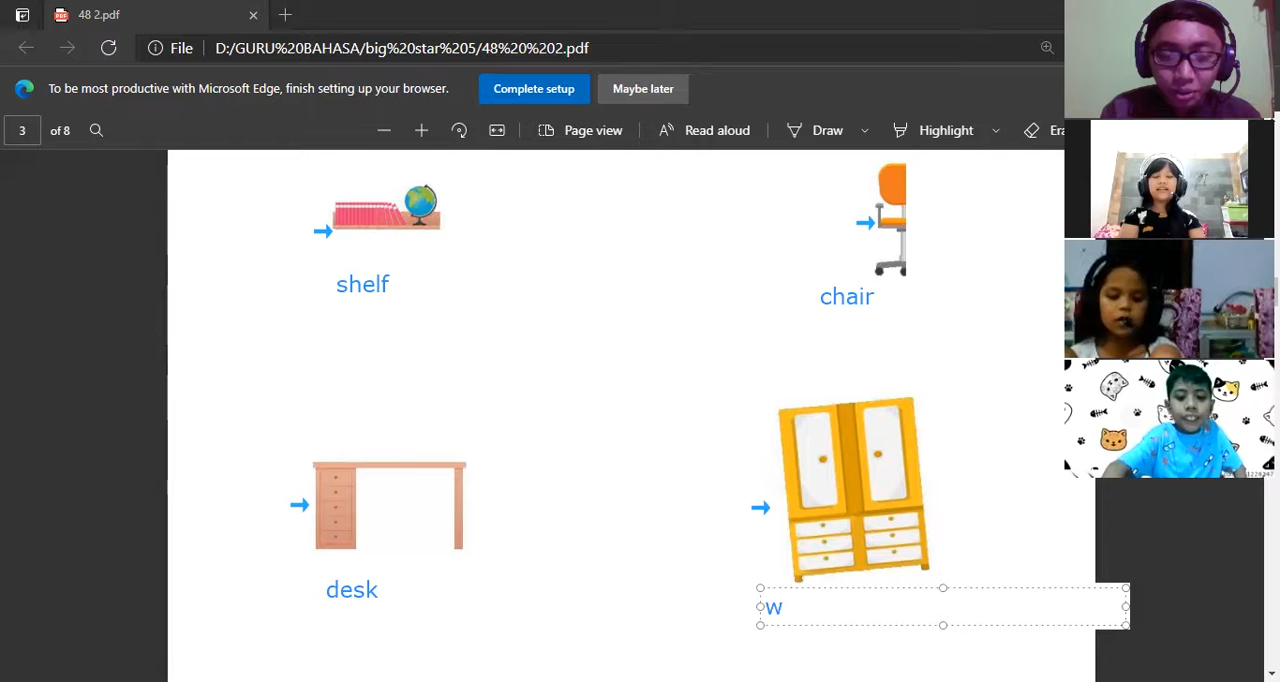 48 2.pdf
File D:/GURU%20BAHASA/big%20star%205/48%20%202.pdf
To be most productive with Microsoft Edge, finish setting up your browser. Complete setup Maybe later
3 of 8 Page view Read aloud Draw Highlight Era
shelf
chair
desk
w